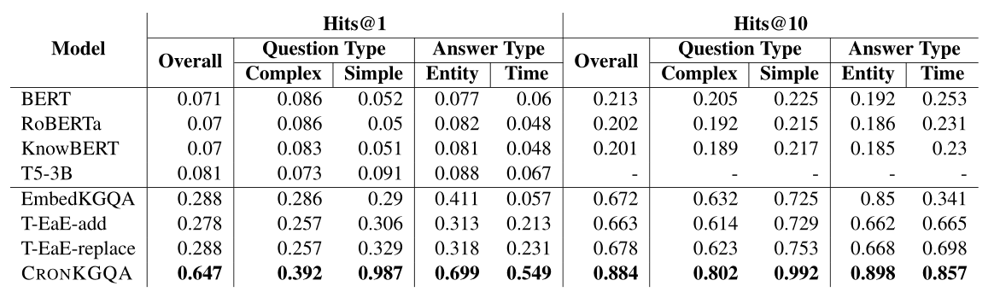 Hits@1 Hits@10
Model Overall Question Type Answer Type Overall Question Type Answer Type
Complex Simple Entity Time Complex Simple Entity Time
BERT 0.071 0.086 0.052 0.077 0.06 0.213 0.205 0.225 0.192 0.253
RoBERTa 0.07 0.086 0.05 0.082 0.048 0.202 0.192 0.215 0.186 0.231
KnowBERT 0.07 0.083 0.051 0.081 0.048 0.201 0.189 0.217 0.185 0.23
T5-3B 0.081 0.073 0.091 0.088 0.067 - - - - -
EmbedKGQA 0.288 0.286 0.29 0.411 0.057 0.672 0.632 0.725 0.85 0.341
T-EaE-add 0.278 0.257 0.306 0.313 0.213 0.663 0.614 0.729 0.662 0.665
T-EaE-replace 0.288 0.257 0.329 0.318 0.231 0.678 0.623 0.753 0.668 0.698
CRONKGQA 0.647 0.392 0.987 0.699 0.549 0.884 0.802 0.992 0.898 0.857